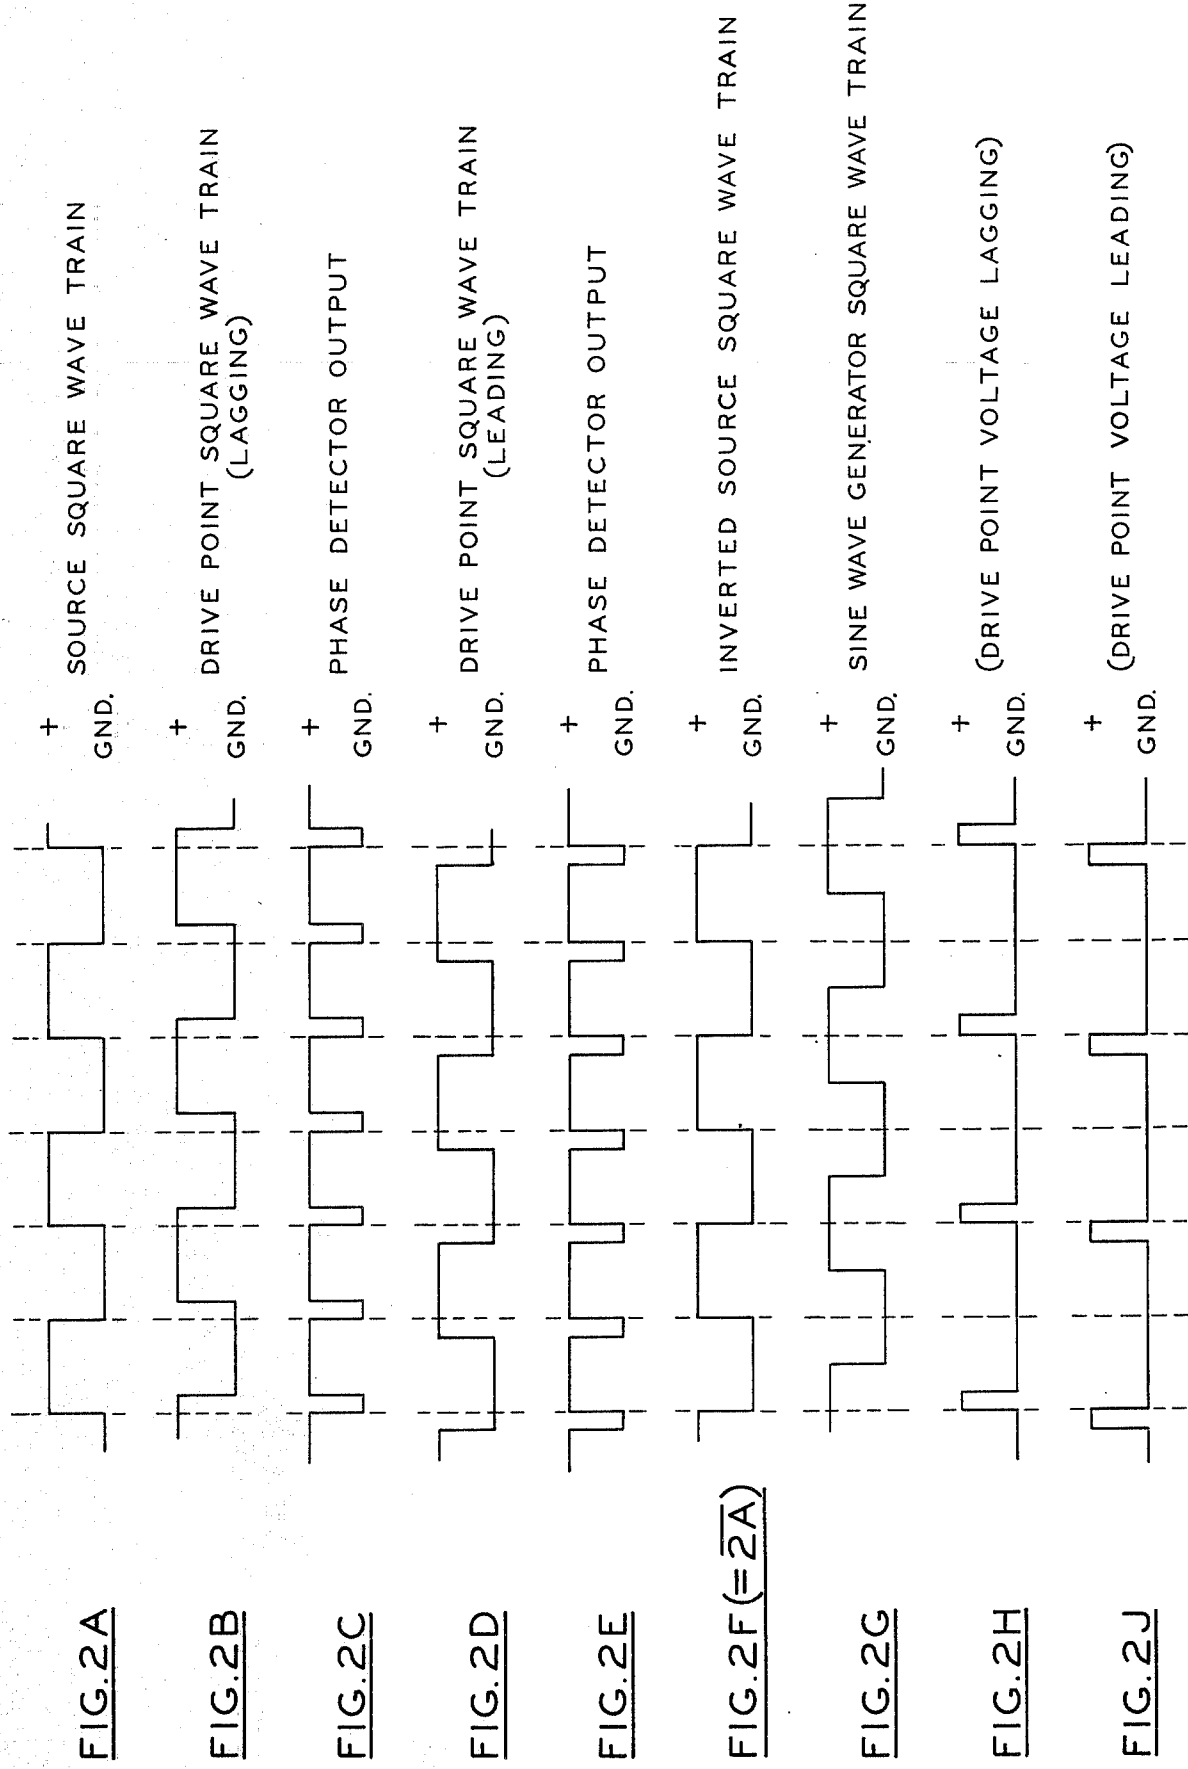 FIG. 2A
+
GND.
SOURCE SQUARE WAVE TRAIN
FIG. 2B
+
GND.
DRIVE POINT SQUARE WAVE TRAIN
(LAGGING)
FIG. 2C
+
GND.
PHASE DETECTOR OUTPUT
FIG. 2D
+
GND.
DRIVE POINT SQUARE WAVE TRAIN
(LEADING)
FIG. 2E
+
GND.
PHASE DETECTOR OUTPUT
FIG. 2F (=2̅A̅)
+
GND.
INVERTED SOURCE SQUARE WAVE TRAIN
FIG. 2G
+
GND.
SINE WAVE GENERATOR SQUARE WAVE TRAIN
FIG. 2H
+
GND.
(DRIVE POINT VOLTAGE LAGGING)
FIG. 2J
+
GND.
(DRIVE POINT VOLTAGE LEADING)